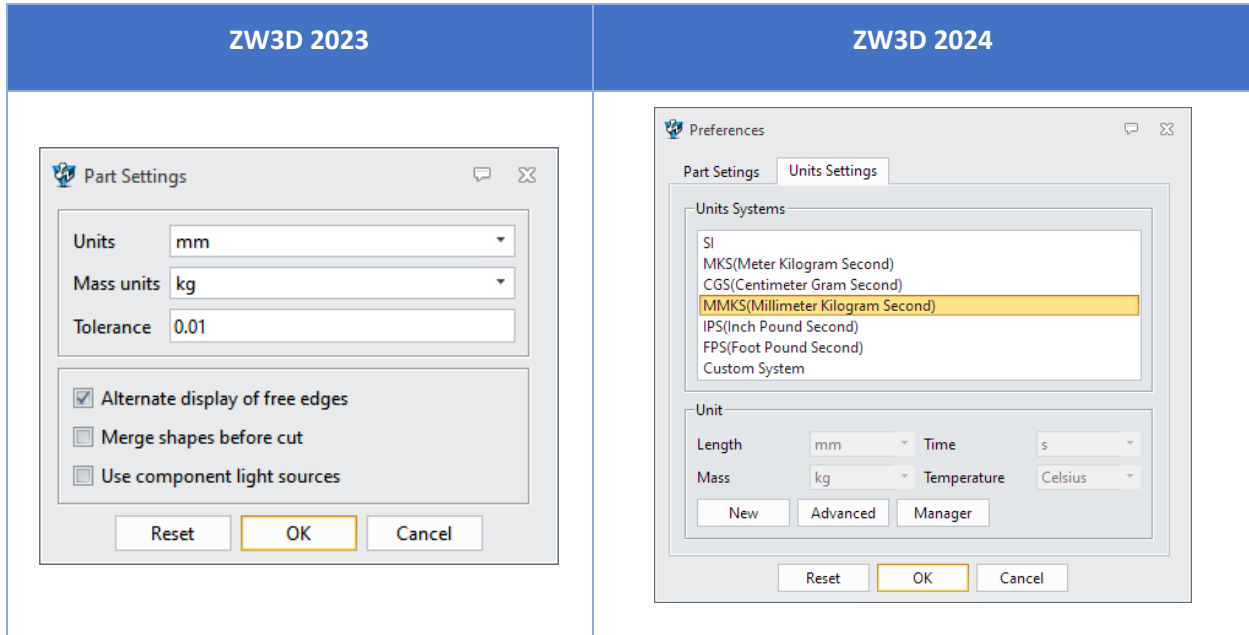 ZW3D 2023
ZW3D 2024
Part Settings
Units mm
Mass units kg
Tolerance 0.01
Alternate display of free edges
Merge shapes before cut
Use component light sources
Reset OK Cancel
Preferences
Part Setings Units Settings
Units Systems
SI
MKS(Meter Kilogram Second)
CGS(Centimeter Gram Second)
MMKS(Millimeter Kilogram Second)
IPS(Inch Pound Second)
FPS(Foot Pound Second)
Custom System
Unit
Length mm Time s
Mass kg Temperature Celsius
New Advanced Manager
Reset OK Cancel